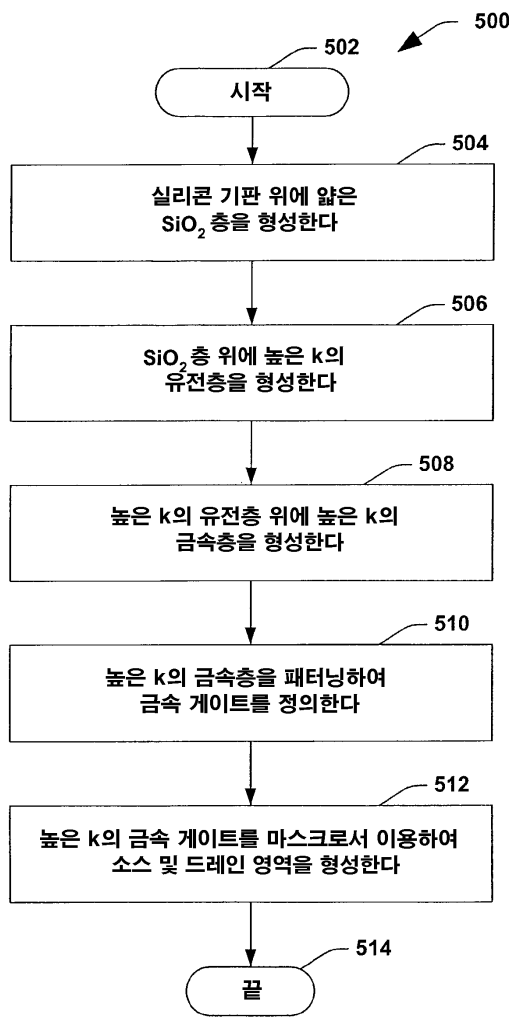 500
502
시작
504
실리콘 기판 위에 얇은
SiO₂ 층을 형성한다
506
SiO₂층 위에 높은 k의
유전층을 형성한다
508
높은 k의 유전층 위에 높은 k의
금속층을 형성한다
510
높은 k의 금속층을 패터닝하여
금속 게이트를 정의한다
512
높은 k의 금속 게이트를 마스크로서 이용하여
소스 및 드레인 영역을 형성한다
514
끝